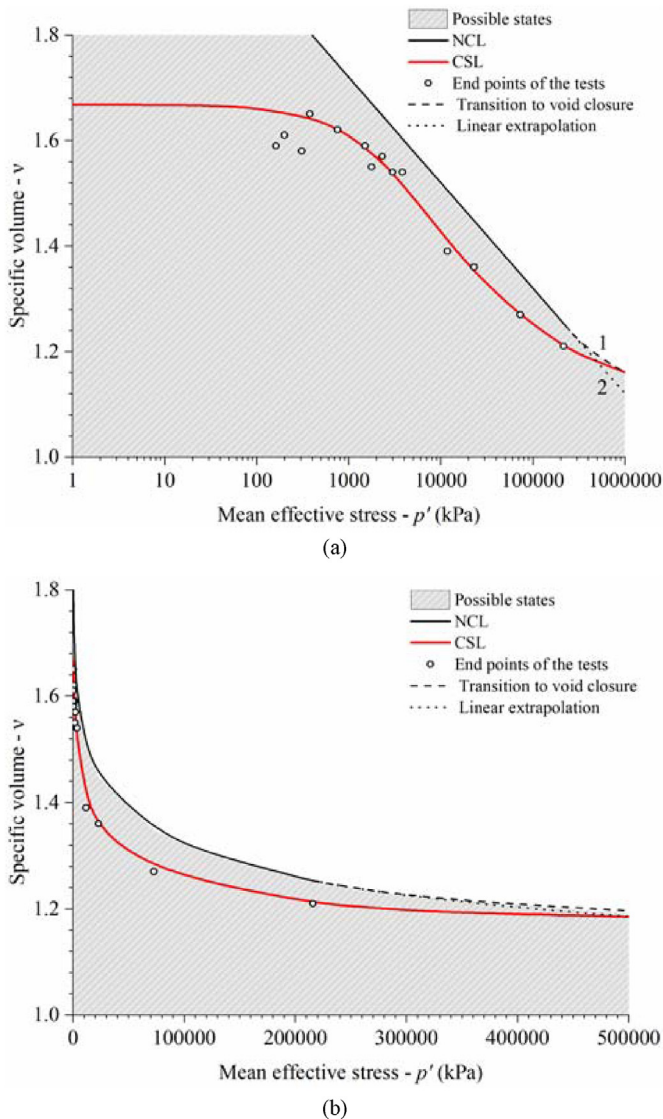 1.8
1.6
1.4
1.2
1.0
Specific volume - ν
Possible states
NCL
CSL
End points of the tests
Transition to void closure
Linear extrapolation
1
2
1 10 100 1000 10000 100000 1000000
Mean effective stress - p′ (kPa)
(a)
1.8
1.6
1.4
1.2
1.0
Specific volume - ν
Possible states
NCL
CSL
End points of the tests
Transition to void closure
Linear extrapolation
0 100000 200000 300000 400000 500000
Mean effective stress - p′ (kPa)
(b)